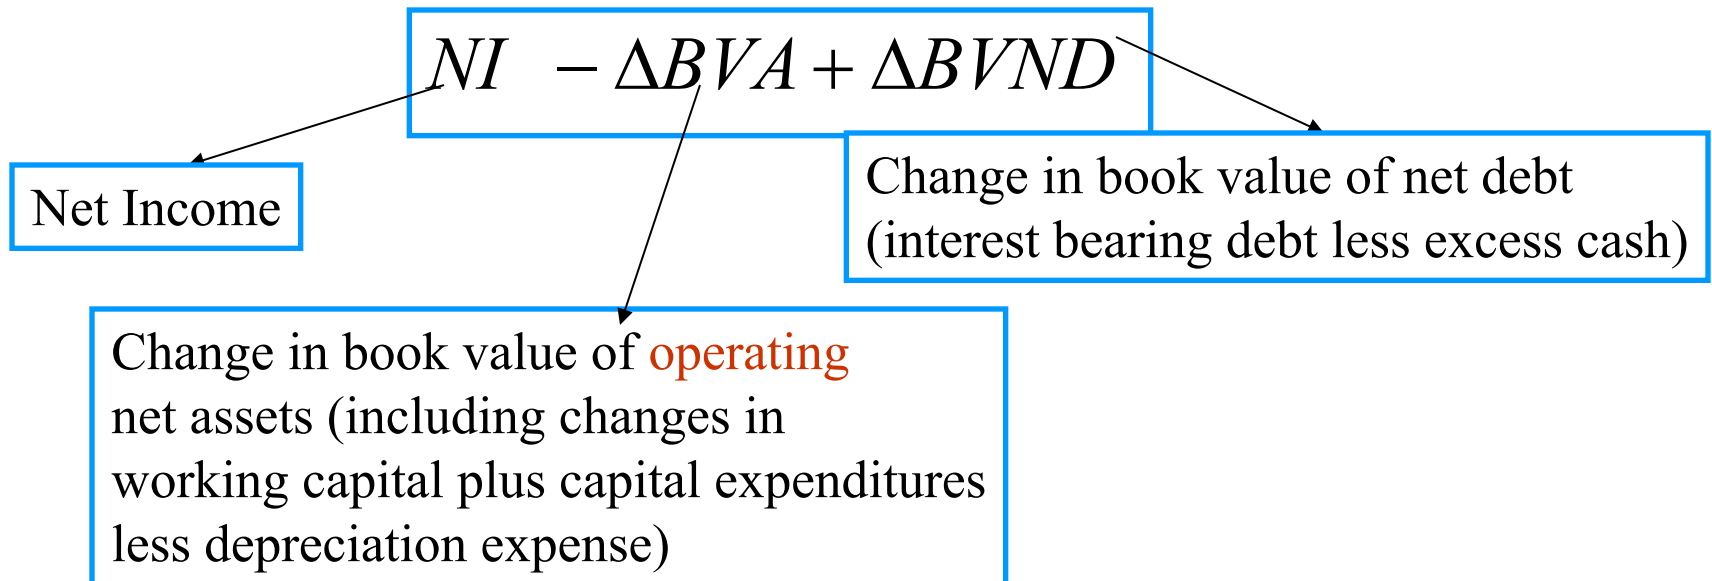 NI − ΔBVA + ΔBVND
Net Income
Change in book value of net debt
(interest bearing debt less excess cash)
Change in book value of operating
net assets (including changes in
working capital plus capital expenditures
less depreciation expense)